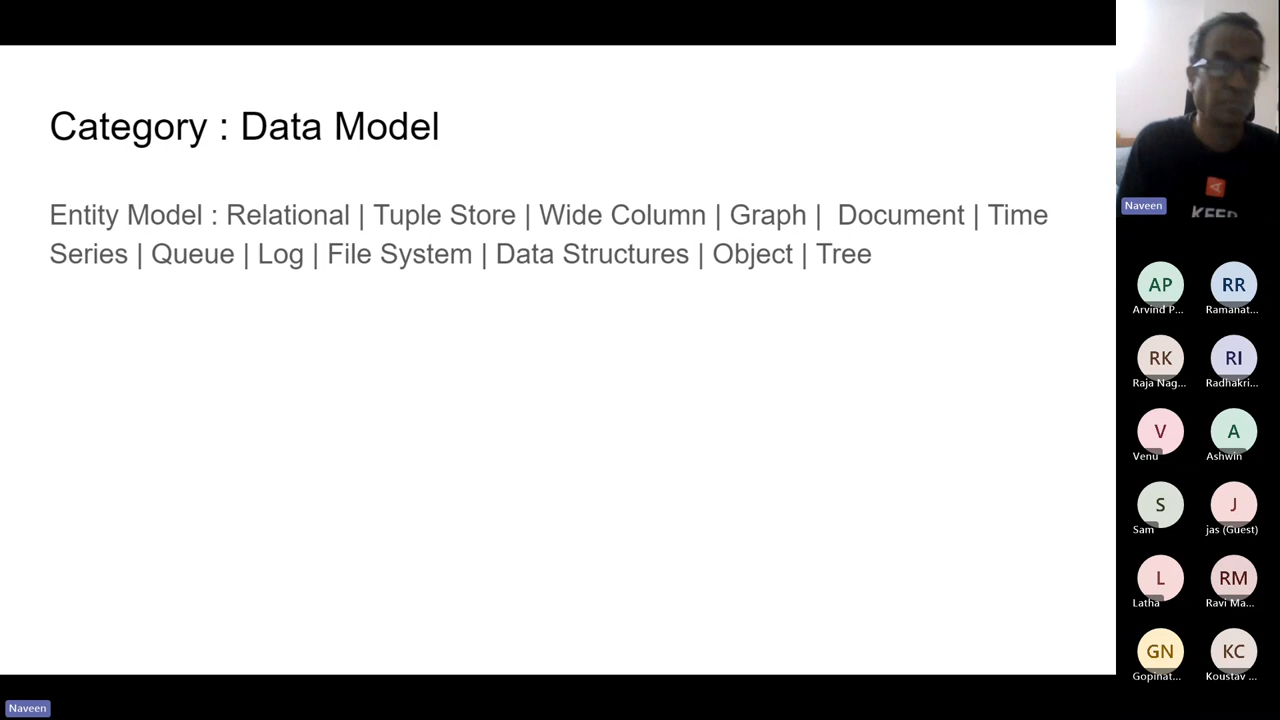 Category : Data Model
Entity Model : Relational | Tuple Store | Wide Column | Graph | Document | Time
Series | Queue | Log | File System | Data Structures | Object | Tree
Naveen
KEEP
AP
RR
Arvind P...
Ramanat...
RK
RI
Raja Nag...
Radhakri...
V
A
Venu
Ashwin
S
J
Sam
jas (Guest)
L
RM
Latha
Ravi Ma...
GN
KC
Gopinat...
Koustav ...
Naveen